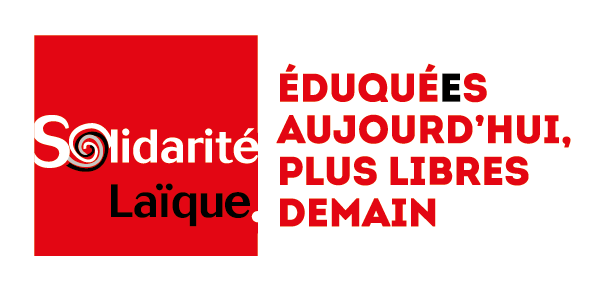 Solidarité
Laïque.
ÉDUQUÉES
AUJOURD'HUI,
PLUS LIBRES
DEMAIN